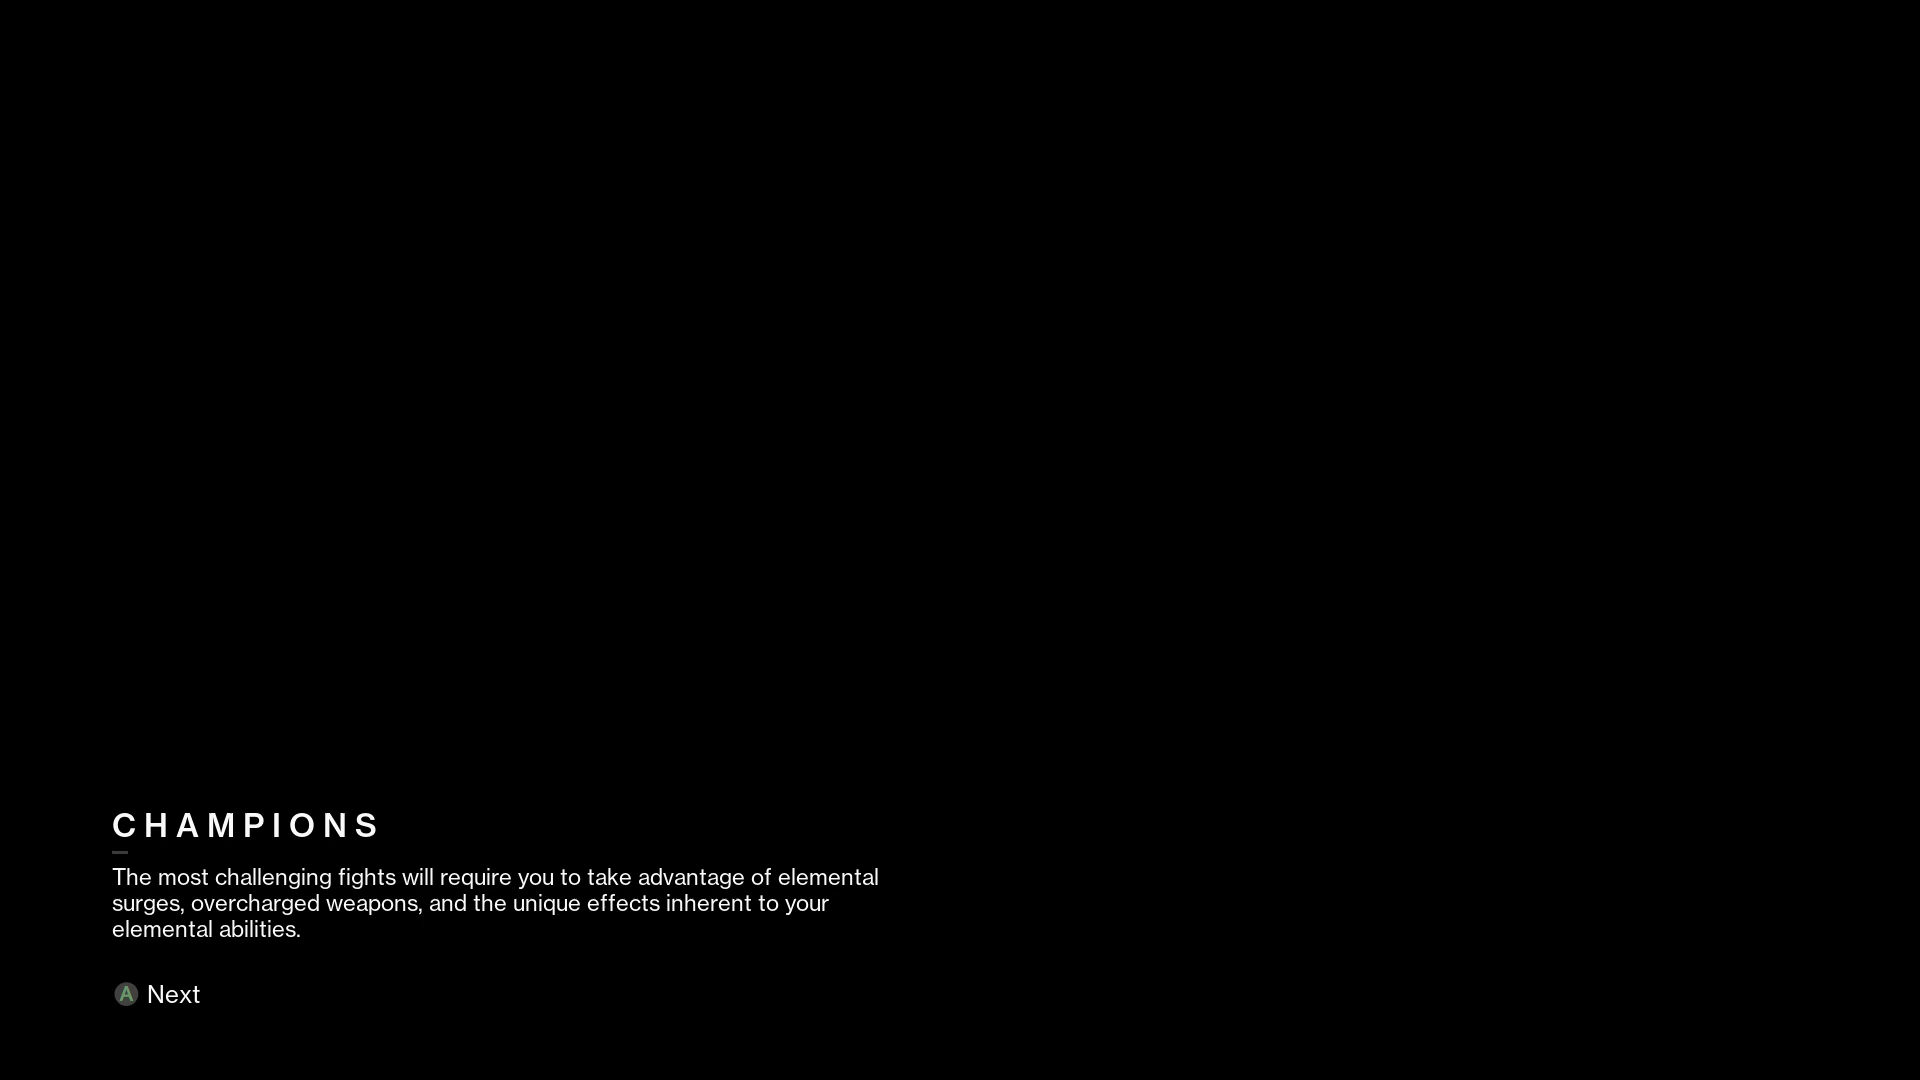 CHAMPIONS
The most challenging fights will require you to take advantage of elemental
surges, overcharged weapons, and the unique effects inherent to your
elemental abilities.
A Next